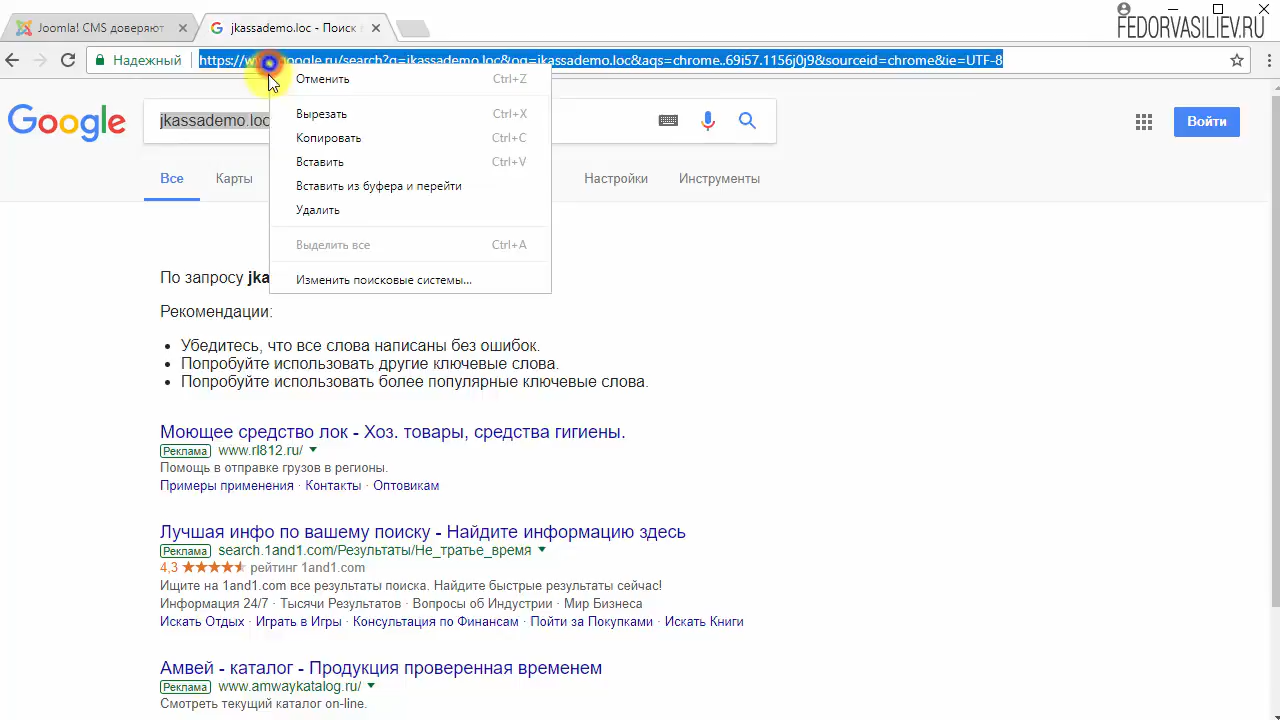 Joomla! CMS доверяют
jkassademo.loc - Поиск
FEDORVASILIEV.RU
Надежный
https://www.google.ru/search?q=jkassademo.loc&oq=jkassademo.loc&aqs=chrome..69i57.1156j0j9&sourceid=chrome&ie=UTF-8
Отменить Ctrl+Z
Вырезать Ctrl+X
Копировать Ctrl+C
Вставить Ctrl+V
Вставить из буфера и перейти
Удалить
Выделить все Ctrl+A
Изменить поисковые системы...
Google
jkassademo.loc
Войти
Все Карты Настройки Инструменты
По запросу jka
Рекомендации:
• Убедитесь, что все слова написаны без ошибок.
• Попробуйте использовать другие ключевые слова.
• Попробуйте использовать более популярные ключевые слова.
Моющее средство лок - Хоз. товары, средства гигиены.
Реклама www.rl812.ru/
Помощь в отправке грузов в регионы.
Примеры применения · Контакты · Оптовикам
Лучшая инфо по вашему поиску - Найдите информацию здесь
Реклама search.1and1.com/Результаты/Не_тратье_время
4,3 ★★★★★ рейтинг 1and1.com
Ищите на 1and1.com все результаты поиска. Найдите быстрые результаты сейчас!
Информация 24/7 · Тысячи Результатов · Вопросы об Индустрии · Мир Бизнеса
Искать Отдых · Играть в Игры · Консультация по Финансам · Пойти за Покупками · Искать Книги
Амвей - каталог - Продукция проверенная временем
Реклама www.amwaykatalog.ru/
Смотреть текущий каталог on-line.